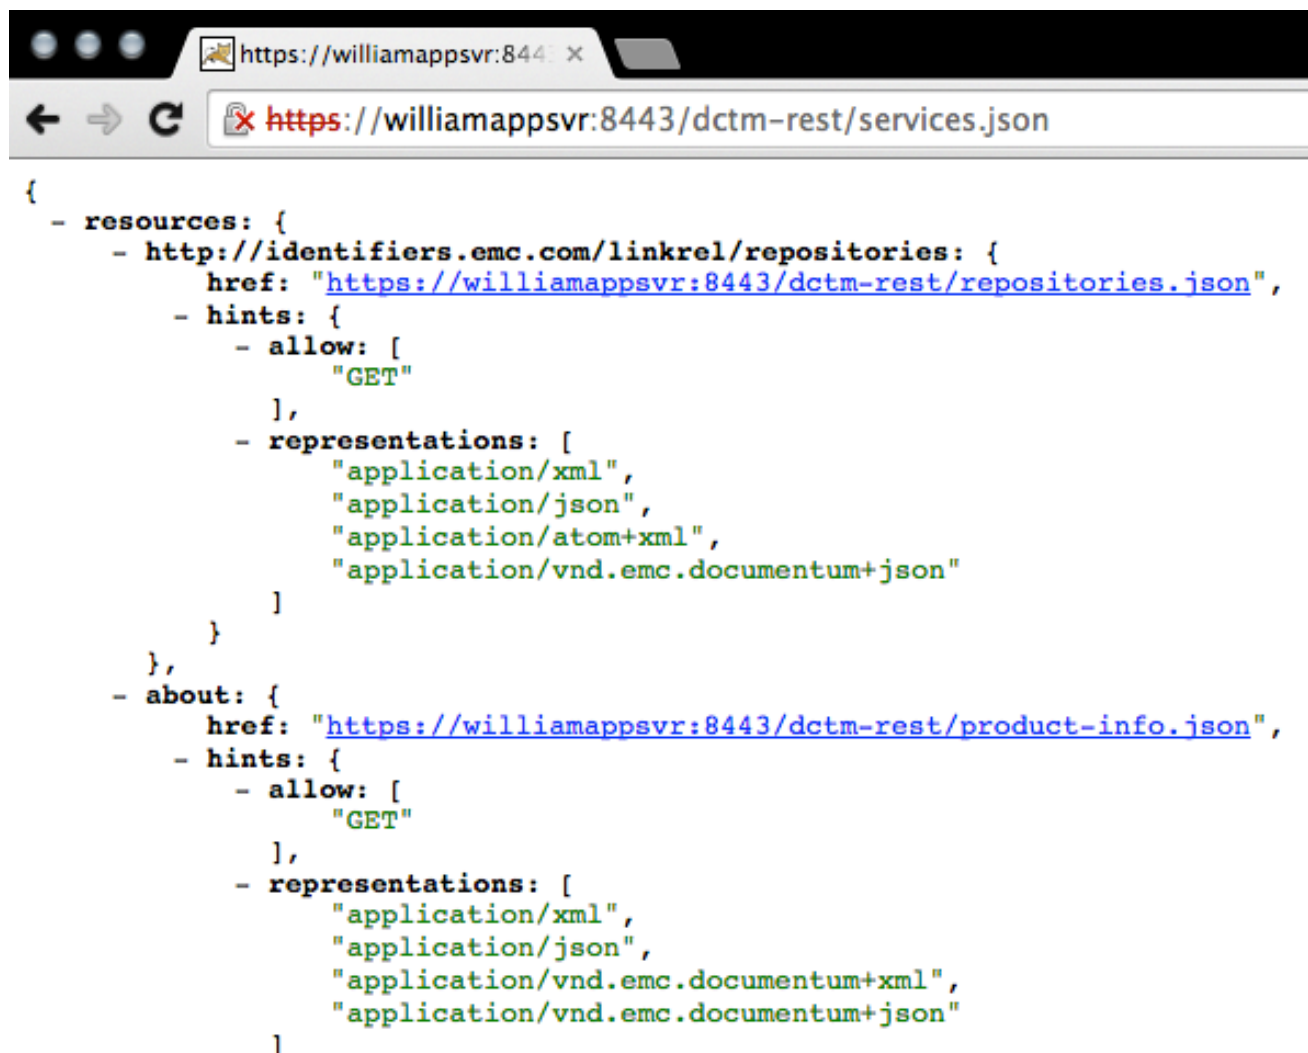 https://williamappsvr:844
https://williamappsvr:8443/dctm-rest/services.json
{
- resources: {
- http://identifiers.emc.com/linkrel/repositories: {
href: "https://williamappsvr:8443/dctm-rest/repositories.json",
- hints: {
- allow: [
"GET"
],
- representations: [
"application/xml",
"application/json",
"application/atom+xml",
"application/vnd.emc.documentum+json"
]
}
},
- about: {
href: "https://williamappsvr:8443/dctm-rest/product-info.json",
- hints: {
- allow: [
"GET"
],
- representations: [
"application/xml",
"application/json",
"application/vnd.emc.documentum+xml",
"application/vnd.emc.documentum+json"
]